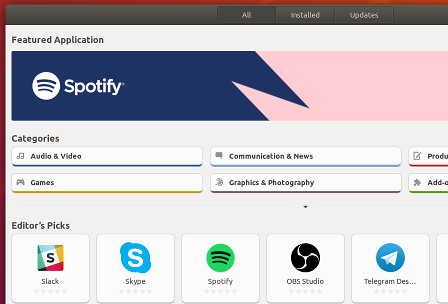 All Installed Updates
Featured Application
Spotify
Categories
Audio & Video Communication & News Produ
Games Graphics & Photography Add-o
Editor's Picks
Slack Skype Spotify OBS Studio Telegram Des...